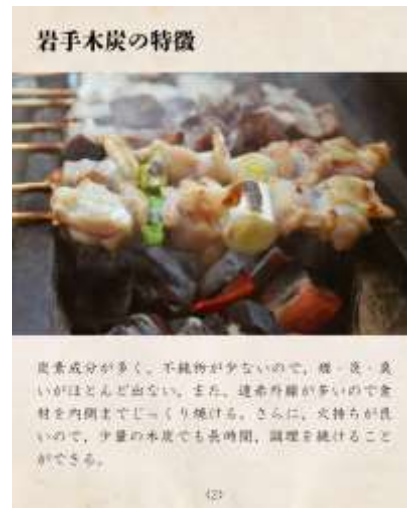 岩手木炭の特徴
炭素成分が多く、不純物が少ないので、煙・炎・臭
いがほとんど出ない。また、遠赤外線が多いので食
材を内側までじっくり焼ける。さらに、火持ちが良
いので、少量の木炭でも長時間、調理を続けること
ができる。
(2)